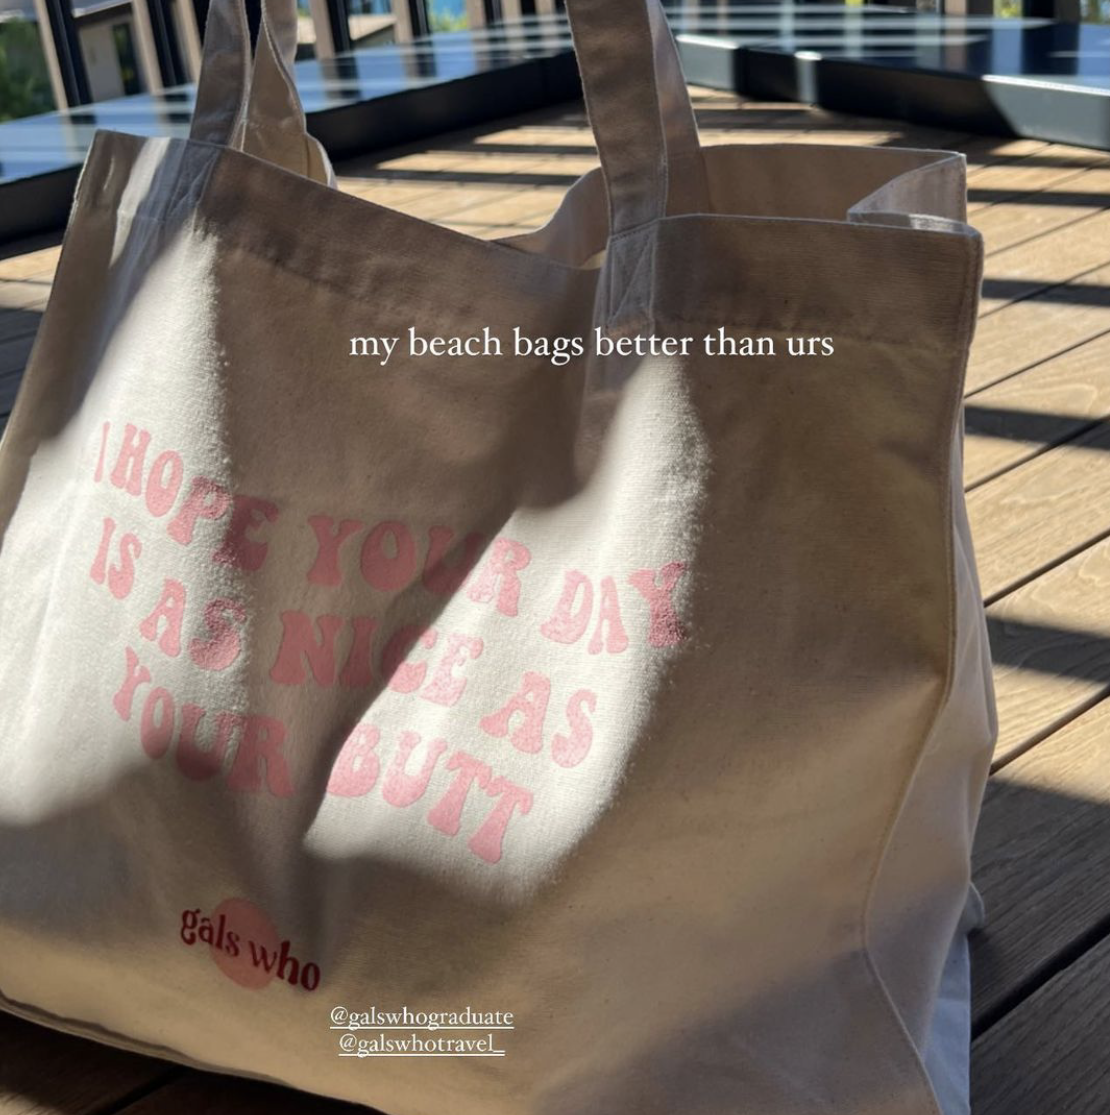 my beach bags better than urs
I HOPE YOUR DAY
IS AS NICE AS
YOUR BUTT
gals who
@galswhograduate
@galswhotravel_